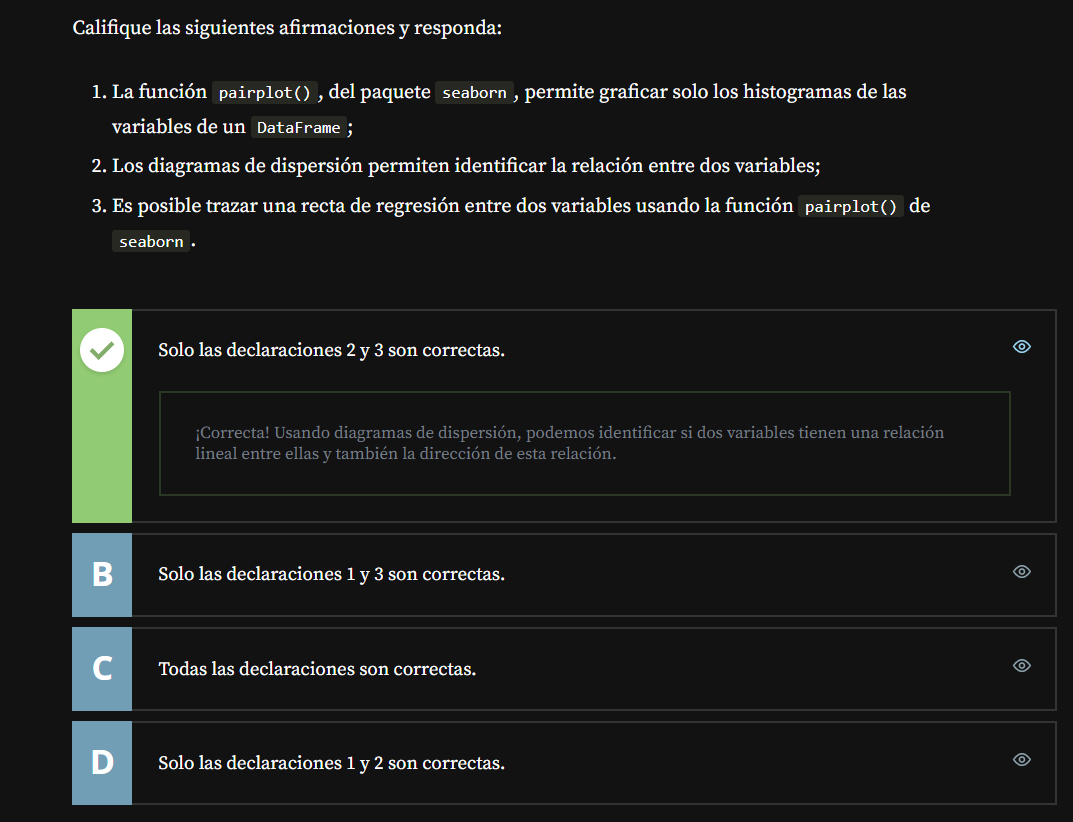 Califique las siguientes afirmaciones y responda:
1. La función pairplot(), del paquete seaborn, permite graficar solo los histogramas de las
variables de un DataFrame;
2. Los diagramas de dispersión permiten identificar la relación entre dos variables;
3. Es posible trazar una recta de regresión entre dos variables usando la función pairplot() de
seaborn.
Solo las declaraciones 2 y 3 son correctas.
¡Correcta! Usando diagramas de dispersión, podemos identificar si dos variables tienen una relación
lineal entre ellas y también la dirección de esta relación.
B Solo las declaraciones 1 y 3 son correctas.
C Todas las declaraciones son correctas.
D Solo las declaraciones 1 y 2 son correctas.